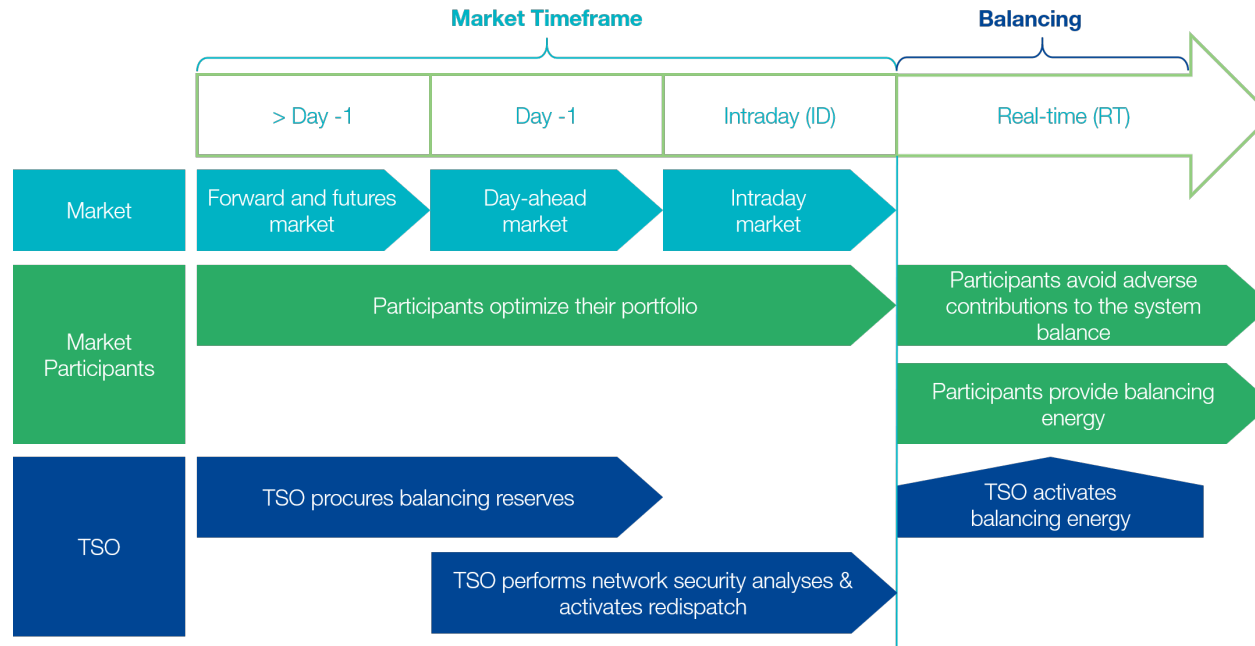 Market Timeframe
Balancing
> Day -1
Day -1
Intraday (ID)
Real-time (RT)
Market
Forward and futures
market
Day-ahead
market
Intraday
market
Market
Participants
Participants optimize their portfolio
Participants avoid adverse
contributions to the system
balance
Participants provide balancing
energy
TSO
TSO procures balancing reserves
TSO activates
balancing energy
TSO performs network security analyses &
activates redispatch